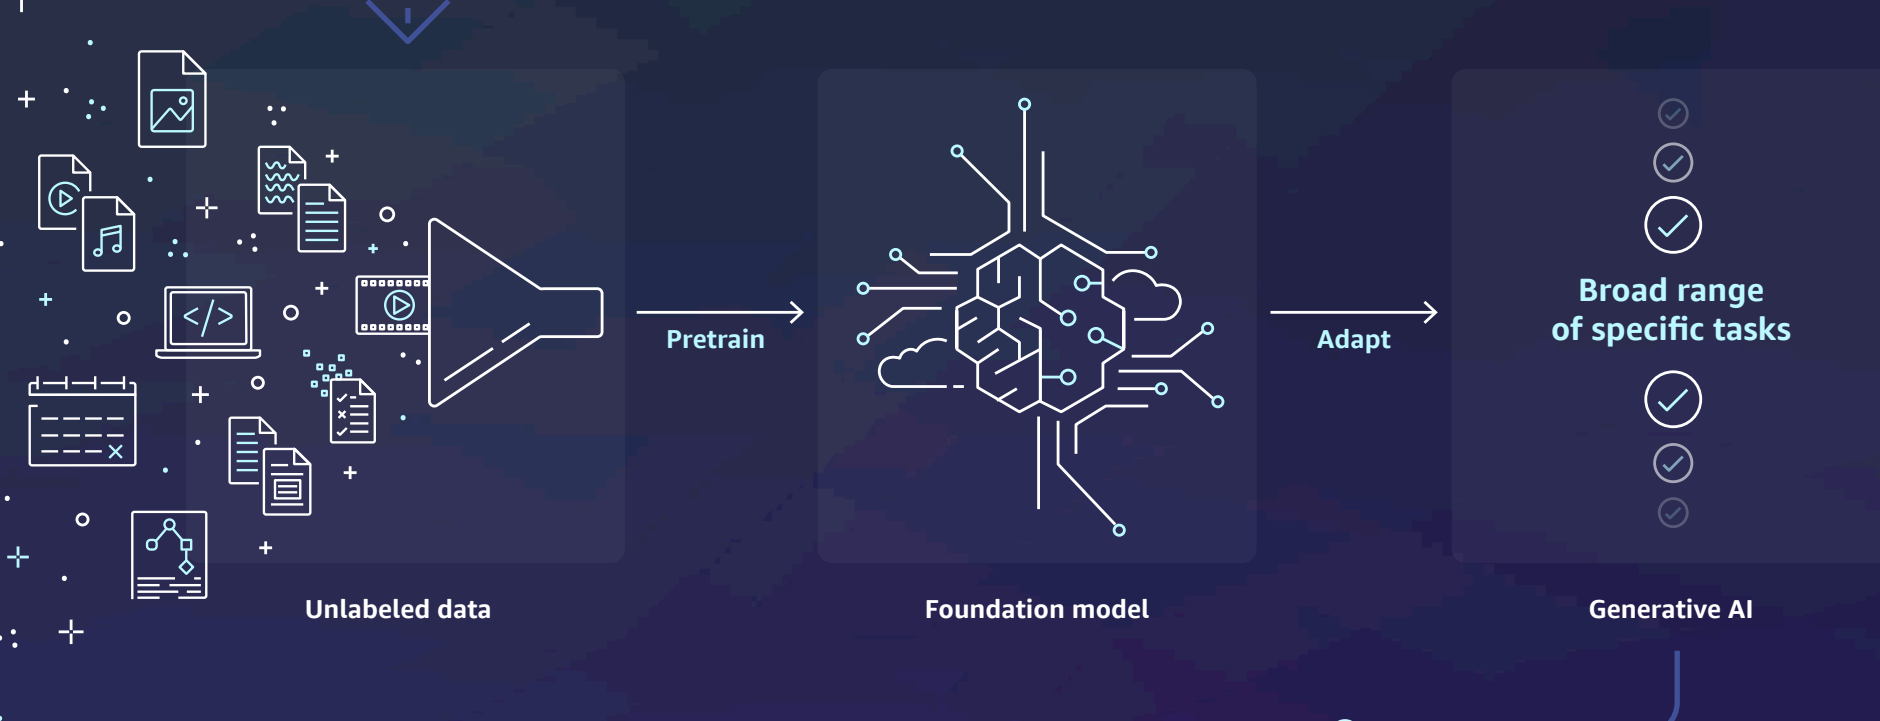 </>
Pretrain
Adapt
Broad range
of specific tasks
Unlabeled data
Foundation model
Generative AI